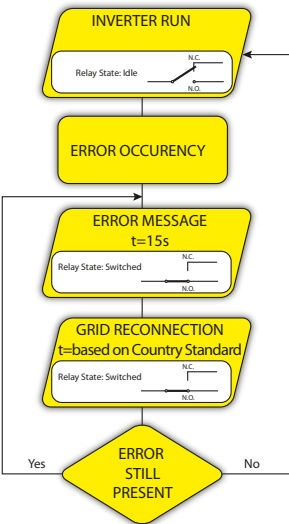 INVERTER RUN
N.C.
Relay State: Idle
N.O.
ERROR OCCURENCY
ERROR MESSAGE
t=15s
N.C.
Relay State: Switched
N.O.
GRID RECONNECTION
t=based on Country Standard
N.C.
Relay State: Switched
N.O.
Yes
ERROR
STILL
PRESENT
No